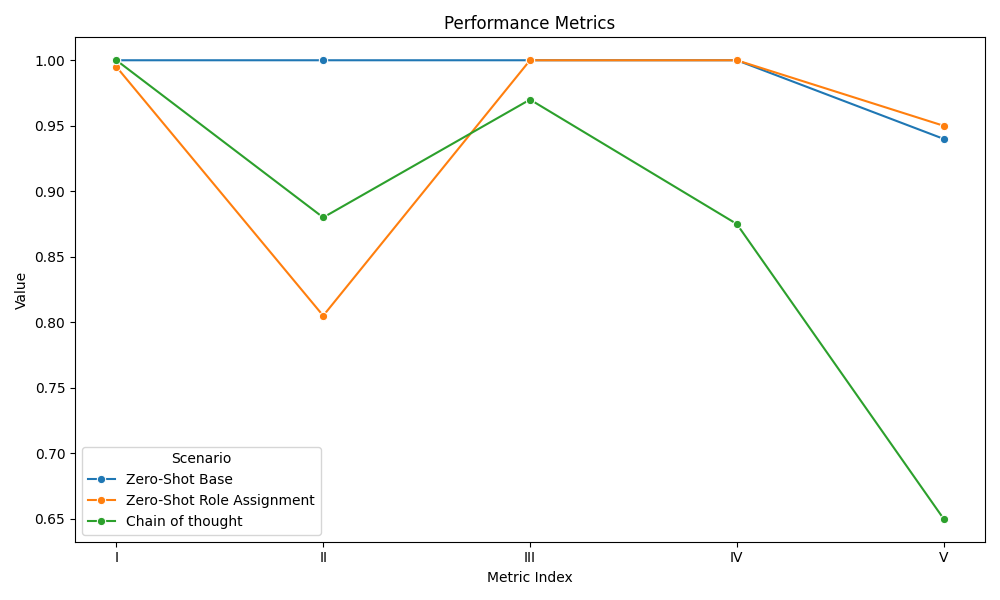 Performance Metrics
1.00
0.95
0.90
0.85
0.80
0.75
0.70
0.65
Value
Scenario
Zero-Shot Base
Zero-Shot Role Assignment
Chain of thought
I II III IV V
Metric Index